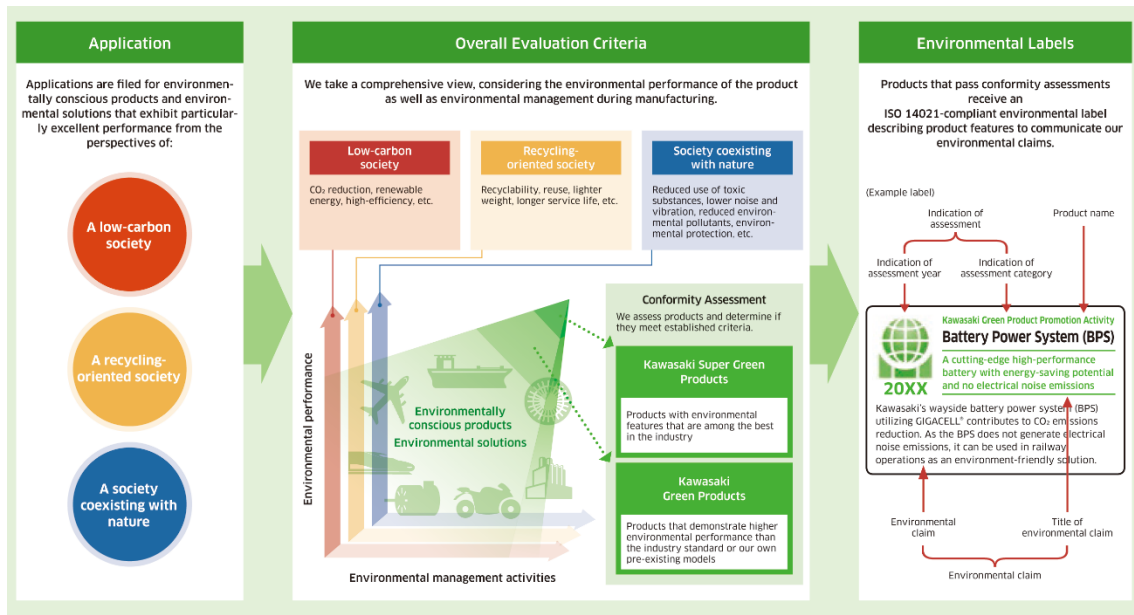 Application
Applications are filed for environmen-
tally conscious products and environ-
mental solutions that exhibit particular-
ly excellent performance from the
perspectives of:
A low-carbon
society
A recycling-
oriented society
A society
coexisting with
nature
Overall Evaluation Criteria
We take a comprehensive view, considering the environmental performance of the product
as well as environmental management during manufacturing.
Low-carbon
society
CO₂ reduction, renewable
energy, high-efficiency, etc.
Recycling-
oriented society
Recyclability, reuse, lighter
weight, longer service life, etc.
Society coexisting
with nature
Reduced use of toxic
substances, lower noise and
vibration, reduced environ-
mental pollutants, environ-
mental protection, etc.
Environmental performance
Environmentally
conscious products
Environmental solutions
Environmental management activities
Conformity Assessment
We assess products and determine if
they meet established criteria.
Kawasaki Super Green
Products
Products with environmental
features that are among the best
in the industry
Kawasaki
Green Products
Products that demonstrate higher
environmental performance than
the industry standard or our own
pre-existing models
Environmental Labels
Products that pass conformity assessments
receive an
ISO 14021-compliant environmental label
describing product features to communicate our
environmental claims.
(Example label)
Indication of
assessment
Product name
Indication of
assessment year
Indication of
assessment category
Kawasaki Green Product Promotion Activity
Battery Power System (BPS)
A cutting-edge high-performance
battery with energy-saving potential
and no electrical noise emissions
20XX
Kawasaki's wayside battery power system (BPS)
utilizing GIGACELL® contributes to CO₂ emissions
reduction. As the BPS does not generate electrical
noise emissions, it can be used in railway
operations as an environment-friendly solution.
Environmental
claim
Title of
environmental claim
Environmental claim